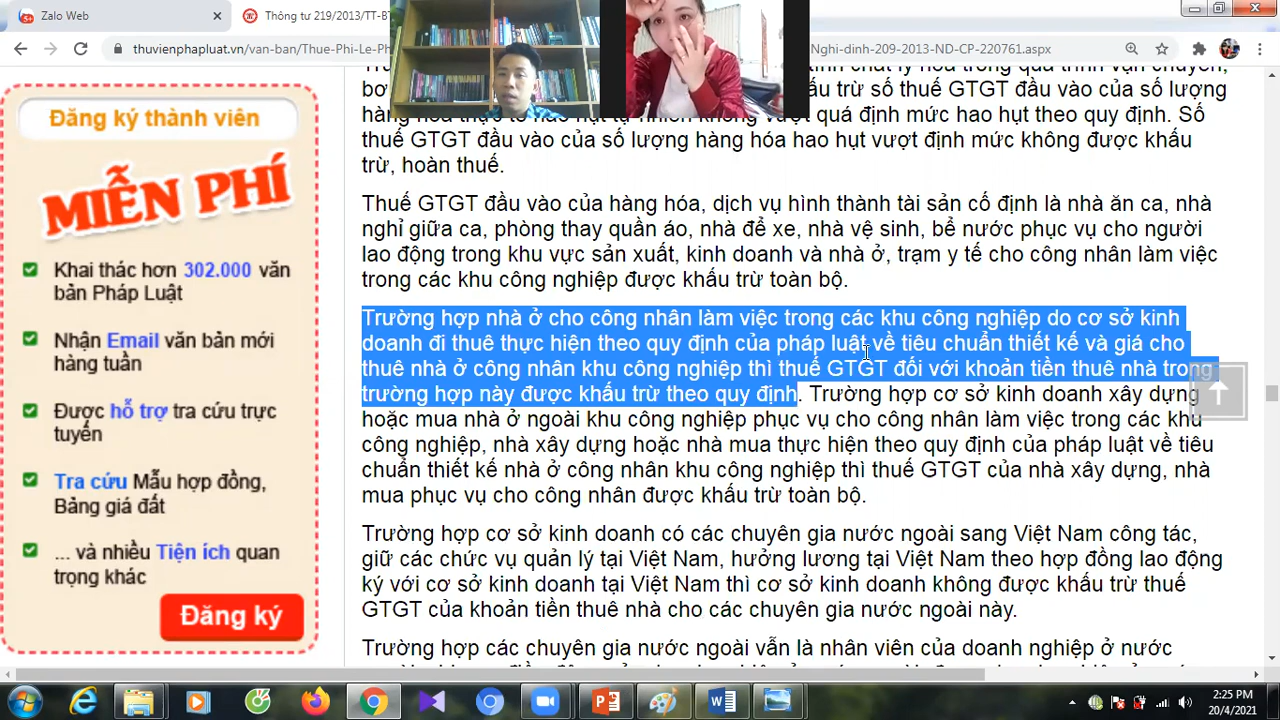 Zalo Web
Thông tư 219/2013/TT-BT
thuvienphapluat.vn/van-ban/Thue-Phi-Le-Ph
Nghi-dinh-209-2013-ND-CP-220761.aspx
Đăng ký thành viên
MIỄN PHÍ
Khai thác hơn 302.000 văn
bản Pháp Luật
Nhận Email văn bản mới
hàng tuần
Được hỗ trợ tra cứu trực
tuyến
Tra cứu Mẫu hợp đồng,
Bảng giá đất
... và nhiều Tiện ích quan
trọng khác
Đăng ký
quá trình vận chuyển,
ấu trừ số thuế GTGT đầu vào của số lượng
quá định mức hao hụt theo quy định. Số
thuế GTGT đầu vào của số lượng hàng hóa hao hụt vượt định mức không được khấu
trừ, hoàn thuế.
Thuế GTGT đầu vào của hàng hóa, dịch vụ hình thành tài sản cố định là nhà ăn ca, nhà
nghỉ giữa ca, phòng thay quần áo, nhà để xe, nhà vệ sinh, bể nước phục vụ cho người
lao động trong khu vực sản xuất, kinh doanh và nhà ở, trạm y tế cho công nhân làm việc
trong các khu công nghiệp được khấu trừ toàn bộ.
Trường hợp nhà ở cho công nhân làm việc trong các khu công nghiệp do cơ sở kinh
doanh đi thuê thực hiện theo quy định của pháp luật về tiêu chuẩn thiết kế và giá cho
thuê nhà ở công nhân khu công nghiệp thì thuế GTGT đối với khoản tiền thuê nhà trong
trường hợp này được khấu trừ theo quy định. Trường hợp cơ sở kinh doanh xây dựng
hoặc mua nhà ở ngoài khu công nghiệp phục vụ cho công nhân làm việc trong các khu
công nghiệp, nhà xây dựng hoặc nhà mua thực hiện theo quy định của pháp luật về tiêu
chuẩn thiết kế nhà ở công nhân khu công nghiệp thì thuế GTGT của nhà xây dựng, nhà
mua phục vụ cho công nhân được khấu trừ toàn bộ.
Trường hợp cơ sở kinh doanh có các chuyên gia nước ngoài sang Việt Nam công tác,
giữ các chức vụ quản lý tại Việt Nam, hưởng lương tại Việt Nam theo hợp đồng lao động
ký với cơ sở kinh doanh tại Việt Nam thì cơ sở kinh doanh không được khấu trừ thuế
GTGT của khoản tiền thuê nhà cho các chuyên gia nước ngoài này.
Trường hợp các chuyên gia nước ngoài vẫn là nhân viên của doanh nghiệp ở nước
2:25 PM
20/4/2021